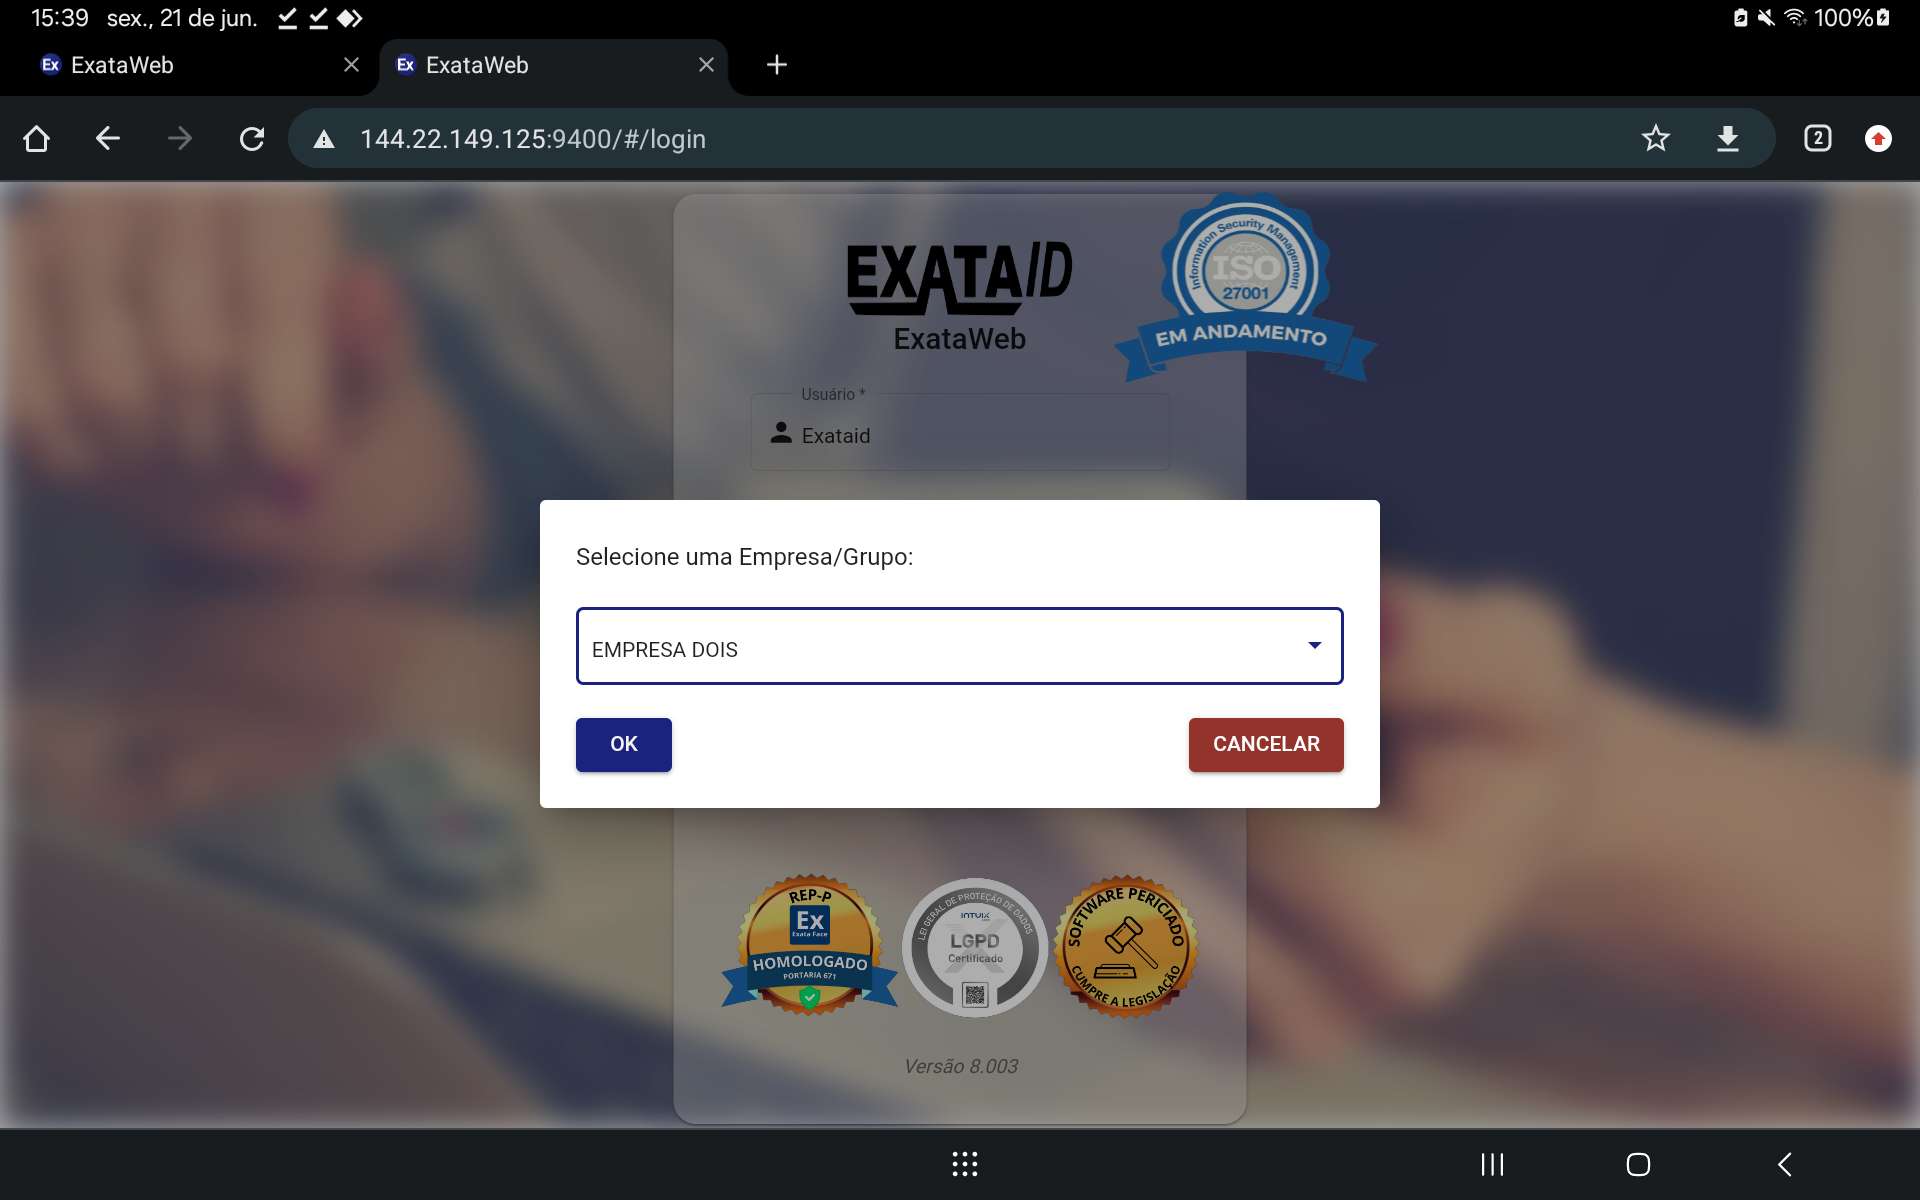 15:39 sex., 21 de jun. 100%
ExataWeb
ExataWeb
144.22.149.125:9400/#/login
2
EXATAID
ExataWeb
Information Security Management
ISO
27001
EM ANDAMENTO
Usuário *
Exataid
Selecione uma Empresa/Grupo:
EMPRESA DOIS
OK
CANCELAR
REP-P
Ex
Exata Face
HOMOLOGADO
PORTARIA 671
LEI GERAL DE PROTEÇÃO DE DADOS
INTUIX
LGPD
Certificado
SOFTWARE PERICIADO
CUMPRE A LEGISLAÇÃO
Versão 8.003